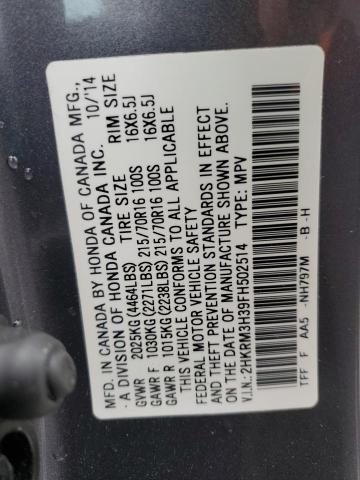 MFD. IN CANADA BY HONDA OF CANADA MFG.,
A DIVISION OF HONDA CANADA INC. 10/'14
TIRE SIZE RIM SIZE
GVWR 2025KG(4464LBS)
GAWR F 1030KG(2271LBS) 215/70R16 100S 16X6.5J
GAWR R 1015KG(2238LBS) 215/70R16 100S 16X6.5J
THIS VEHICLE CONFORMS TO ALL APPLICABLE
FEDERAL MOTOR VEHICLE SAFETY
AND THEFT PREVENTION STANDARDS IN EFFECT
ON THE DATE OF MANUFACTURE SHOWN ABOVE.
V.I.N.: 2HKRM3H39FH502514 TYPE: MPV
TFF F AA5 -NH797M -B -H